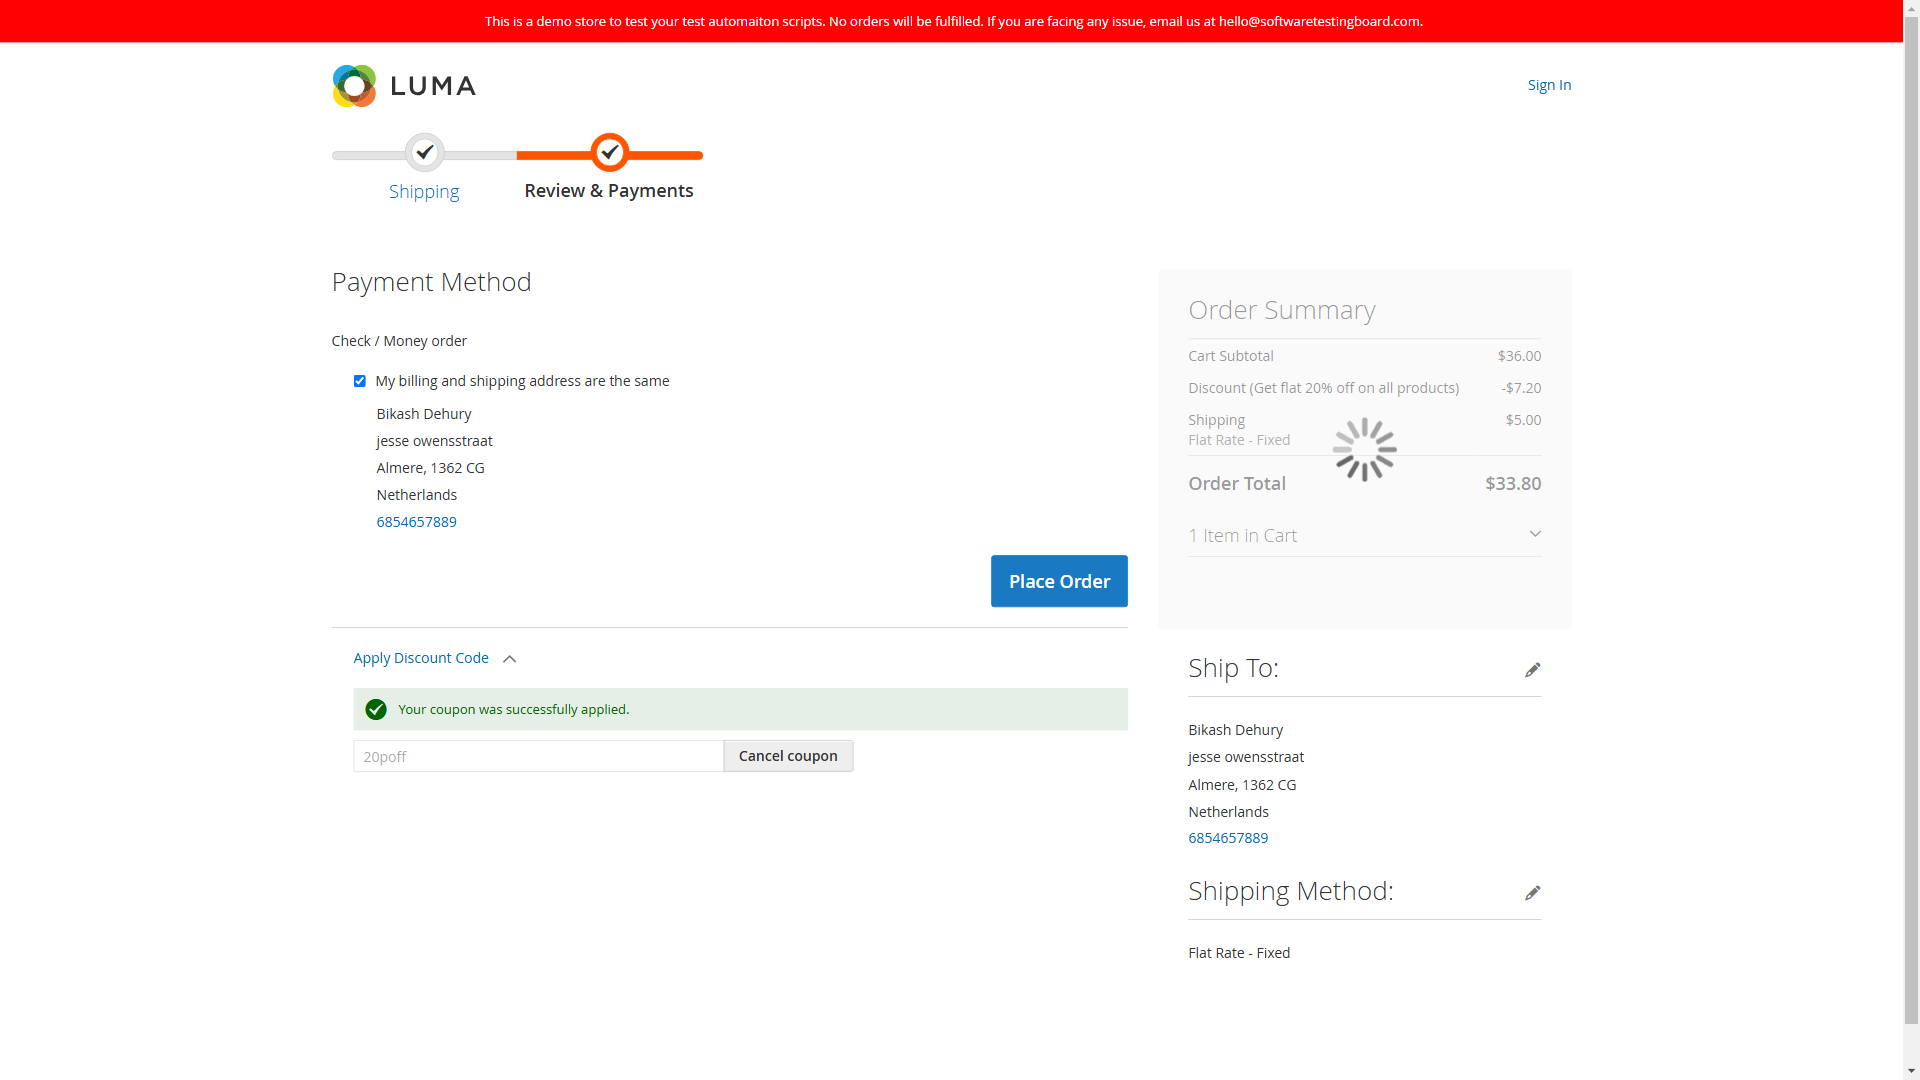 This is a demo store to test your test automaiton scripts. No orders will be fulfilled. If you are facing any issue, email us at hello@softwaretestingboard.com.
LUMA
Sign In
Shipping
Review & Payments
Payment Method
Check / Money order
My billing and shipping address are the same
Bikash Dehury
jesse owensstraat
Almere, 1362 CG
Netherlands
6854657889
Place Order
Apply Discount Code
Your coupon was successfully applied.
20poff
Cancel coupon
Order Summary
Cart Subtotal $36.00
Discount (Get flat 20% off on all products) -$7.20
Shipping $5.00
Flat Rate - Fixed
Order Total $33.80
1 Item in Cart
Ship To:
Bikash Dehury
jesse owensstraat
Almere, 1362 CG
Netherlands
6854657889
Shipping Method:
Flat Rate - Fixed